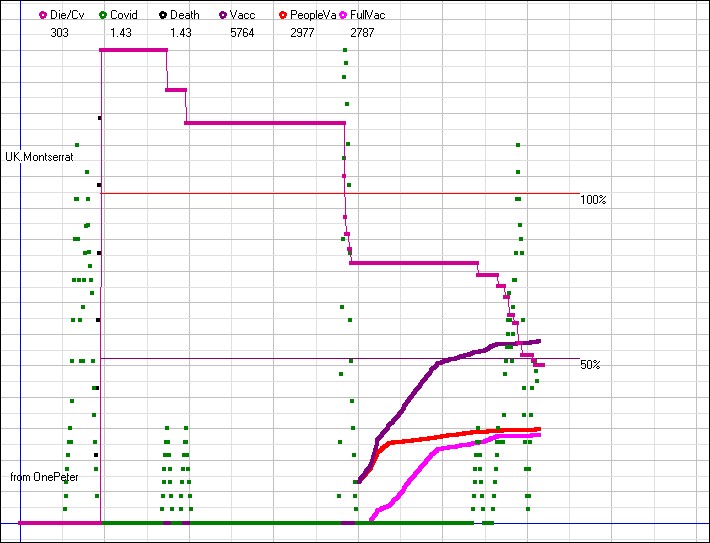 Die/Cv Covid Death Vacc PeopleVa FullVac
303 1.43 1.43 5764 2977 2787
UK.Montserrat
100%
50%
from OnePeter